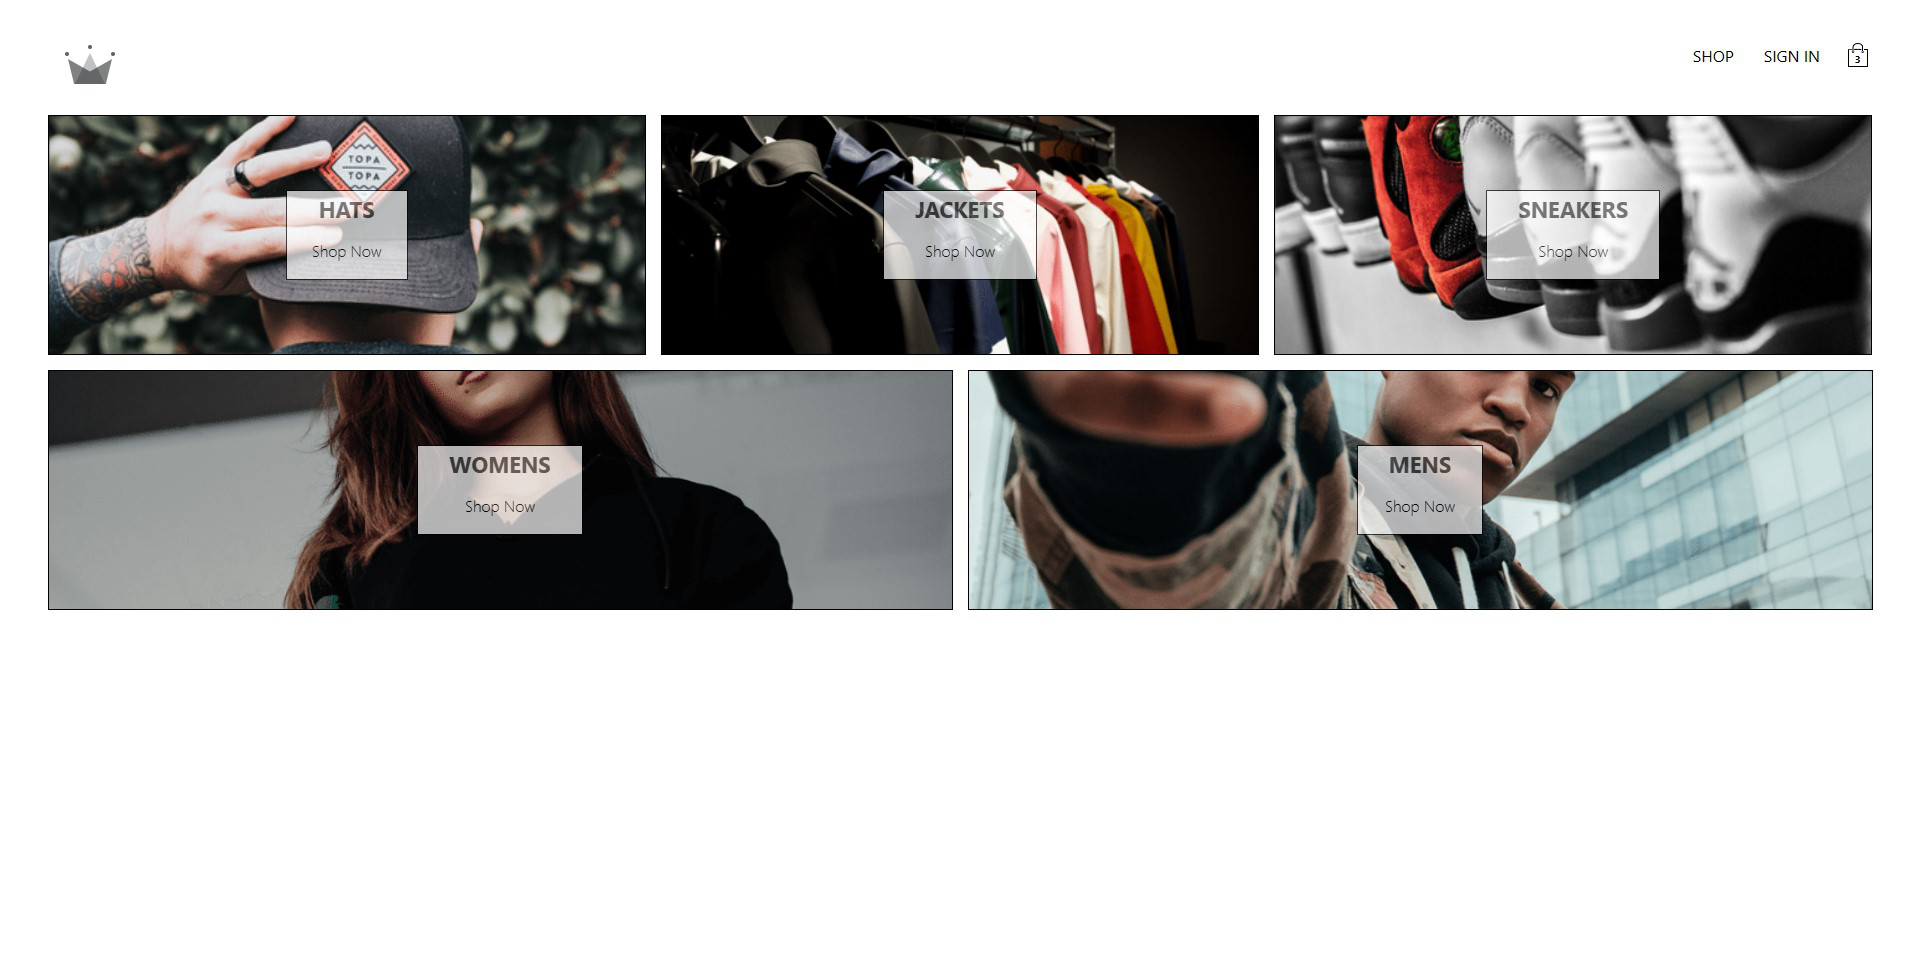 SHOP
SIGN IN
3
TOPA
TOPA
HATS
Shop Now
JACKETS
Shop Now
SNEAKERS
Shop Now
WOMENS
Shop Now
MENS
Shop Now